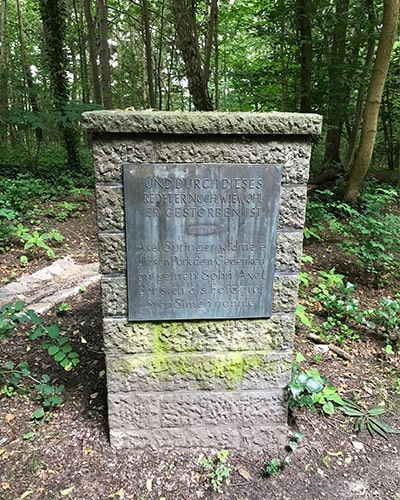 UND DURCH DIESES
REDET ER NOCH WIEWOHL
ER GESTORBEN IST
Axel Springer widmete
diesen Park dem Gedenken
an seinen Sohn Axel
Der sich als Fotograf
Sven Simon nannte